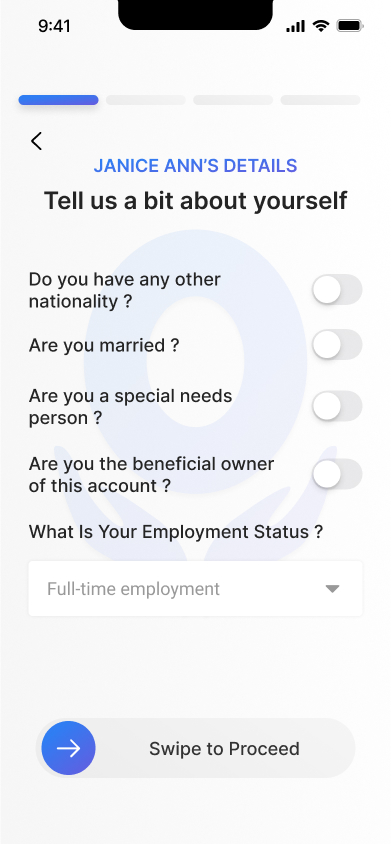 9:41
JANICE ANN'S DETAILS
Tell us a bit about yourself
Do you have any other
nationality ?
Are you married ?
Are you a special needs
person ?
Are you the beneficial owner
of this account ?
What Is Your Employment Status ?
Full-time employment
Swipe to Proceed